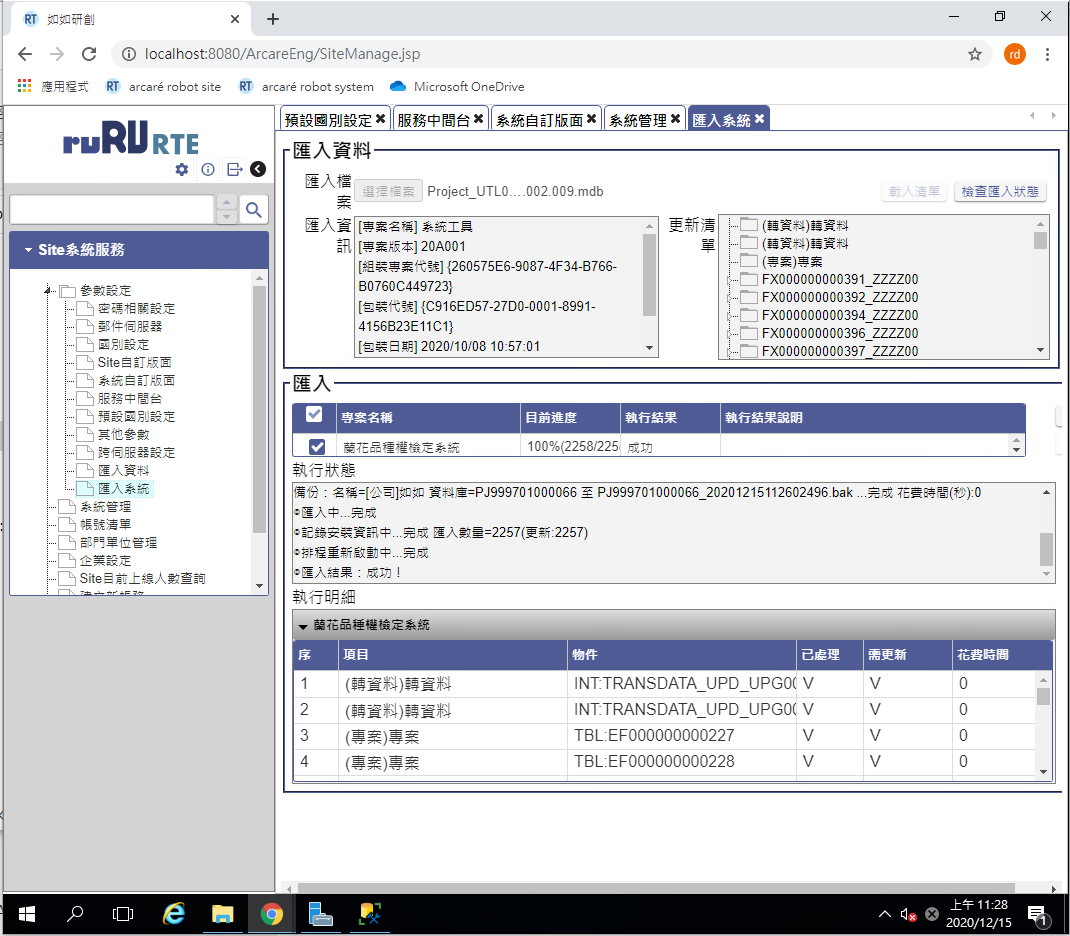 如如研創
localhost:8080/ArcareEng/SiteManage.jsp
rd
應用程式
arcaré robot site
arcaré robot system
Microsoft OneDrive
ruRU RTE
Site系統服務
參數設定
密碼相關設定
郵件伺服器
國別設定
Site自訂版面
系統自訂版面
服務中間台
預設國別設定
其他參數
跨伺服器設定
匯入資料
匯入系統
系統管理
帳號清單
部門單位管理
企業設定
Site目前上線人數查詢
預設國別設定
服務中間台
系統自訂版面
系統管理
匯入系統
匯入資料
匯入檔案
選擇檔案 Project_UTL0....002.009.mdb
載入清單
檢查匯入狀態
匯入資訊
[專案名稱] 系統工具
[專案版本] 20A001
[組裝專案代號] {260575E6-9087-4F34-B766-
B0760C449723}
[包裝代號] {C916ED57-27D0-0001-8991-
4156B23E11C1}
[包裝日期] 2020/10/08 10:57:01
更新清單
(轉資料)轉資料
(轉資料)轉資料
(專案)專案
FX000000000391_ZZZZ00
FX000000000392_ZZZZ00
FX000000000394_ZZZZ00
FX000000000396_ZZZZ00
FX000000000397_ZZZZ00
匯入
專案名稱 目前進度 執行結果 執行結果說明
蘭花品種權檢定系統 100%(2258/225 成功
執行狀態
備份：名稱=[公司]如如 資料庫=PJ999701000066 至 PJ999701000066_20201215112602496.bak ...完成 花費時間(秒):0
匯入中...完成
記錄安裝資訊中...完成 匯入數量=2257(更新:2257)
排程重新啟動中...完成
匯入結果：成功！
執行明細
蘭花品種權檢定系統
序 項目 物件 已處理 需更新 花費時間
1 (轉資料)轉資料 INT:TRANSDATA_UPD_UPG00 V V 0
2 (轉資料)轉資料 INT:TRANSDATA_UPD_UPG00 V V 0
3 (專案)專案 TBL:EF000000000227 V V 0
4 (專案)專案 TBL:EF000000000228 V V 0
上午 11:28
2020/12/15
1